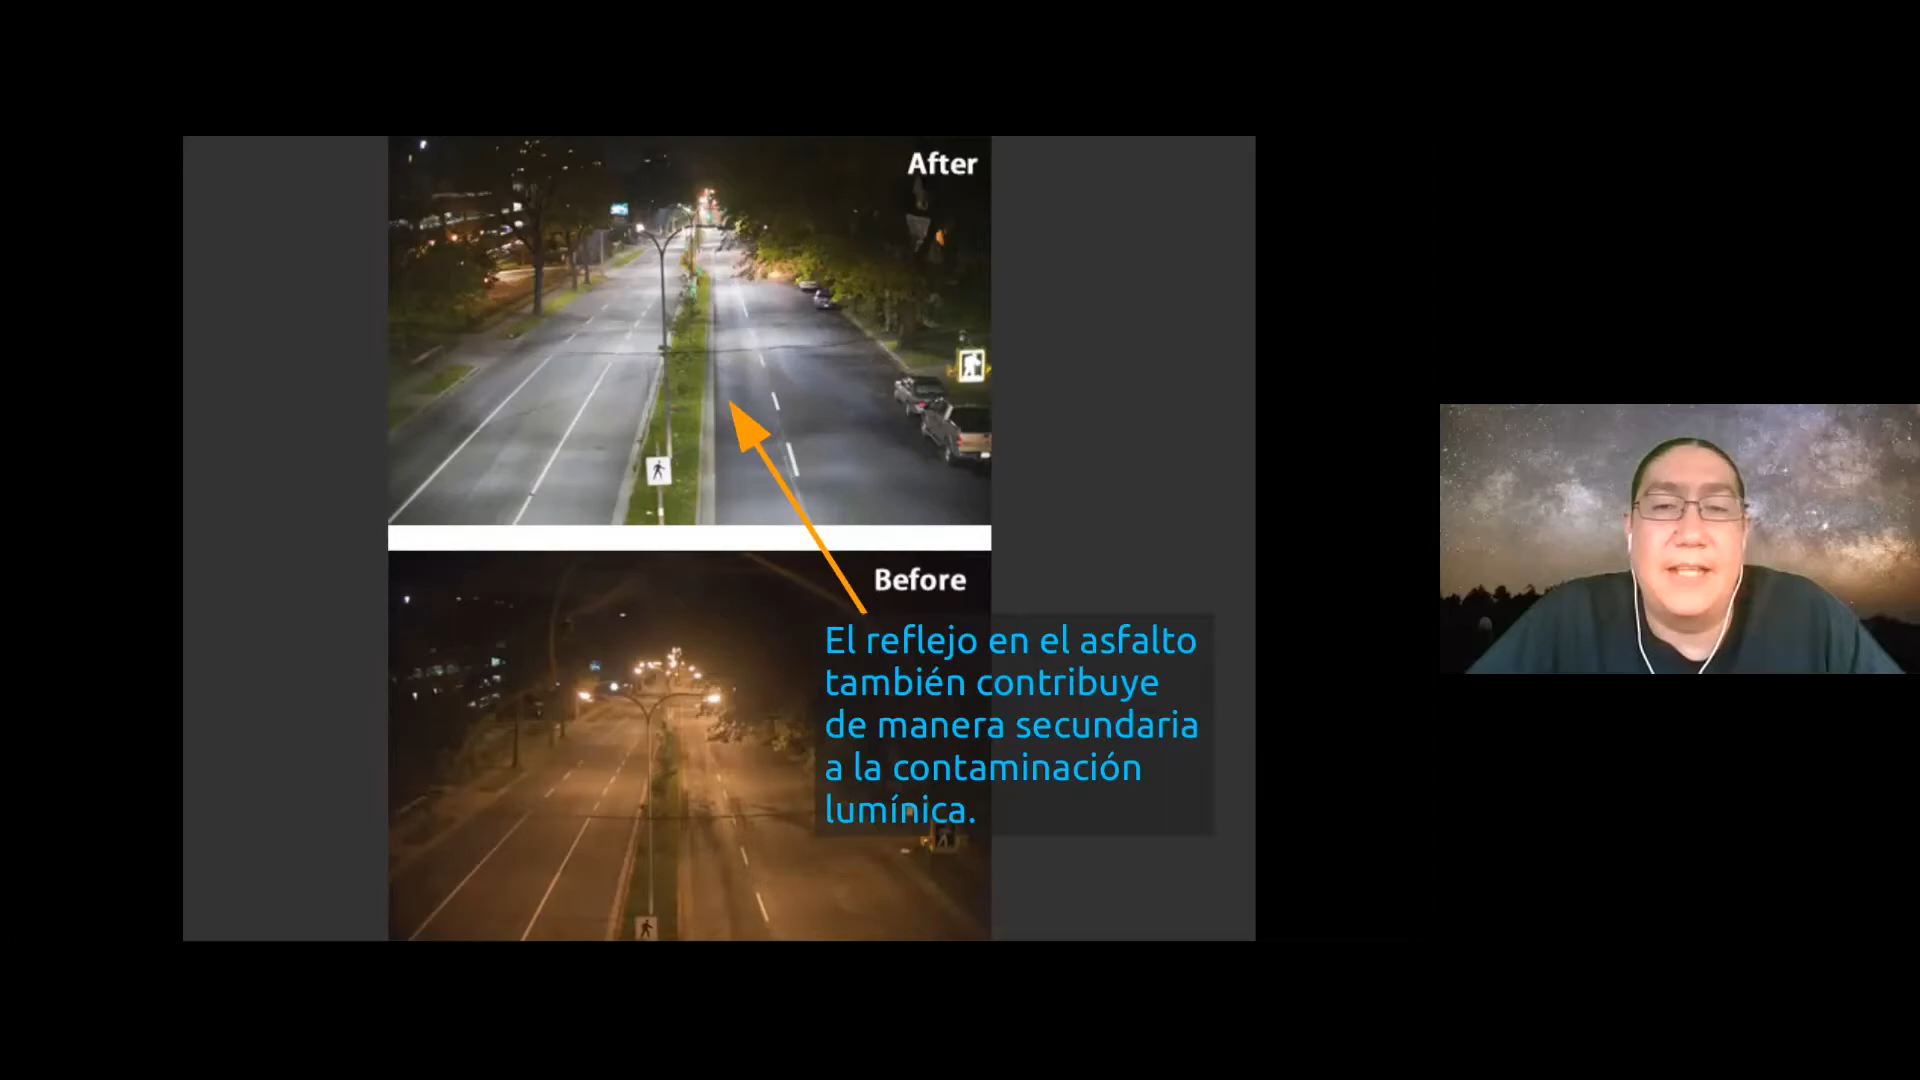 After
Before
El reflejo en el asfalto
también contribuye
de manera secundaria
a la contaminación
lumínica.